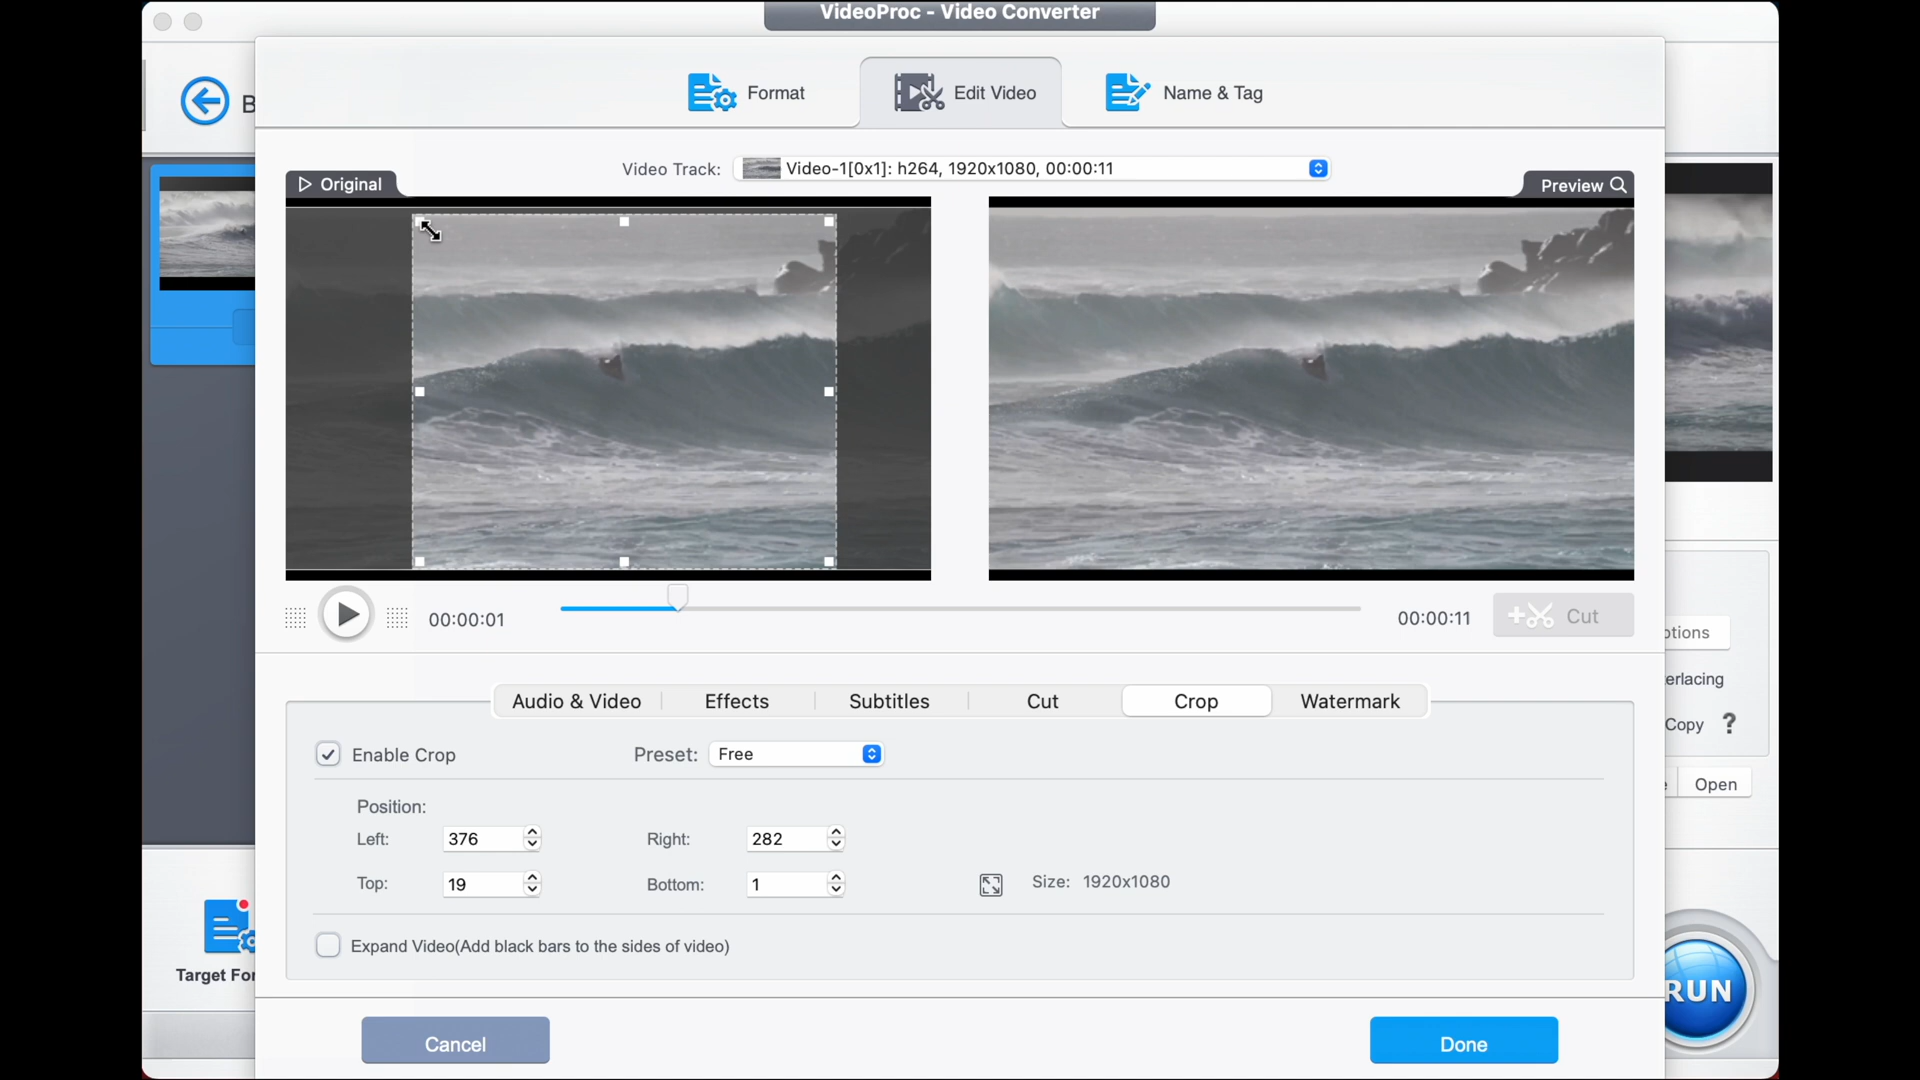 VideoProc - Video Converter
B
Format
Edit Video
Name & Tag
Video Track:
Video-1[0x1]: h264, 1920x1080, 00:00:11
Original
Preview
00:00:01
00:00:11
Cut
otions
erlacing
Copy ?
Open
Audio & Video
Effects
Subtitles
Cut
Crop
Watermark
Enable Crop
Preset:
Free
Position:
Left:
376
Right:
282
Top:
19
Bottom:
1
Size: 1920x1080
Expand Video(Add black bars to the sides of video)
Target For
RUN
Cancel
Done